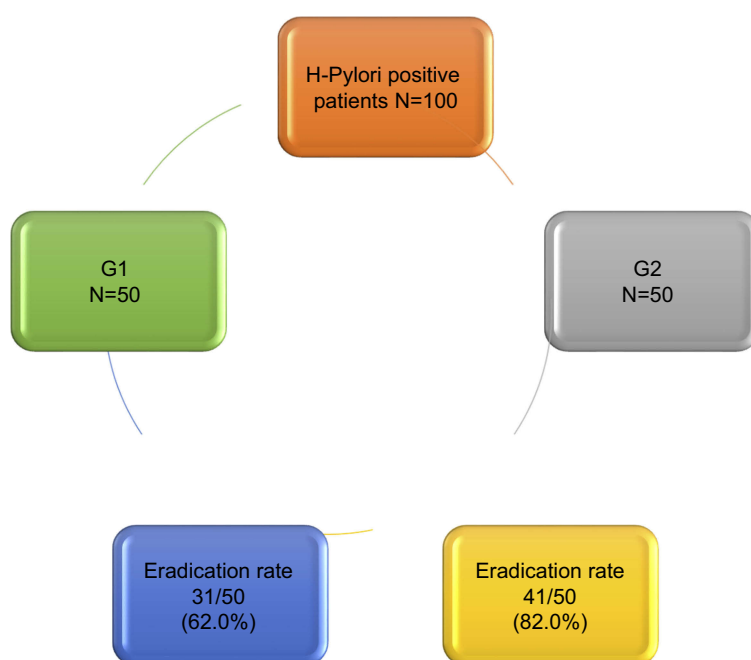 H-Pylori positive
patients N=100
G1
N=50
G2
N=50
Eradication rate
31/50
(62.0%)
Eradication rate
41/50
(82.0%)